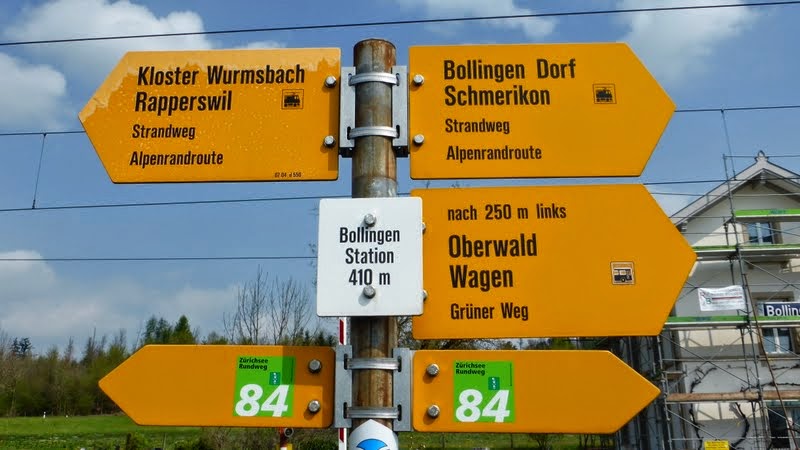 Kloster Wurmsbach
Rapperswil
Strandweg
Alpenrandroute
Bollingen Dorf
Schmerikon
Strandweg
Alpenrandroute
Bollingen
Station
410 m
nach 250 m links
Oberwald
Wagen
Grüner Weg
Zürichsee
Rundweg
84
Zürichsee
Rundweg
84
Bollin